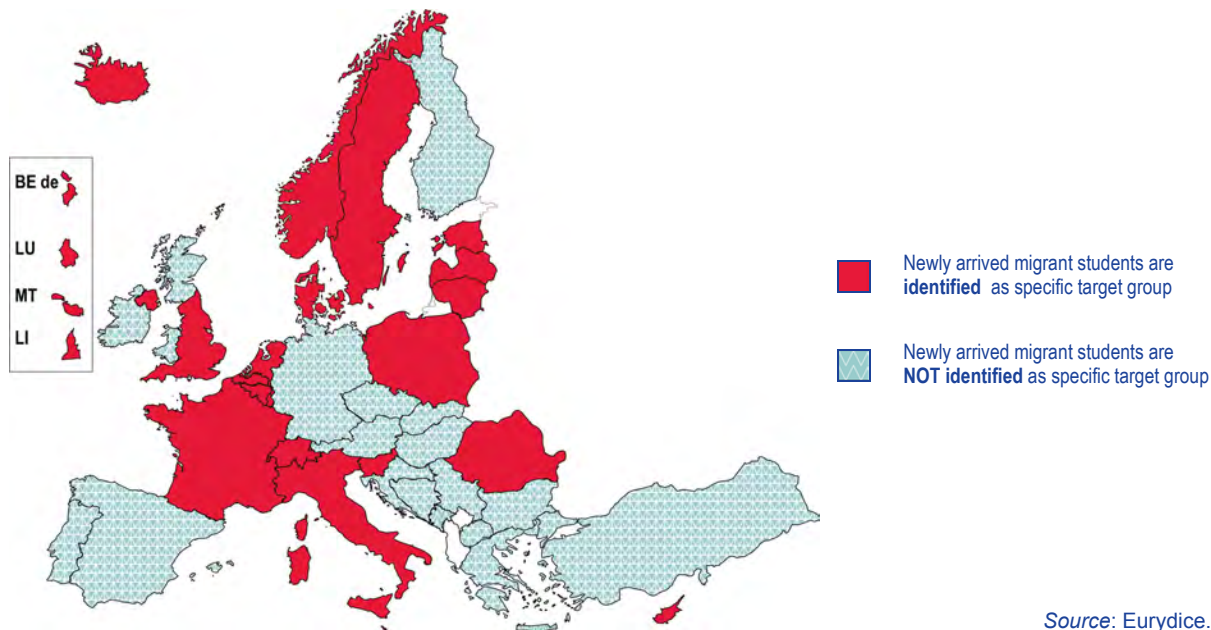 BE de
LU
MT
LI
Newly arrived migrant students are
identified as specific target group
Newly arrived migrant students are
NOT identified as specific target group
Source: Eurydice.